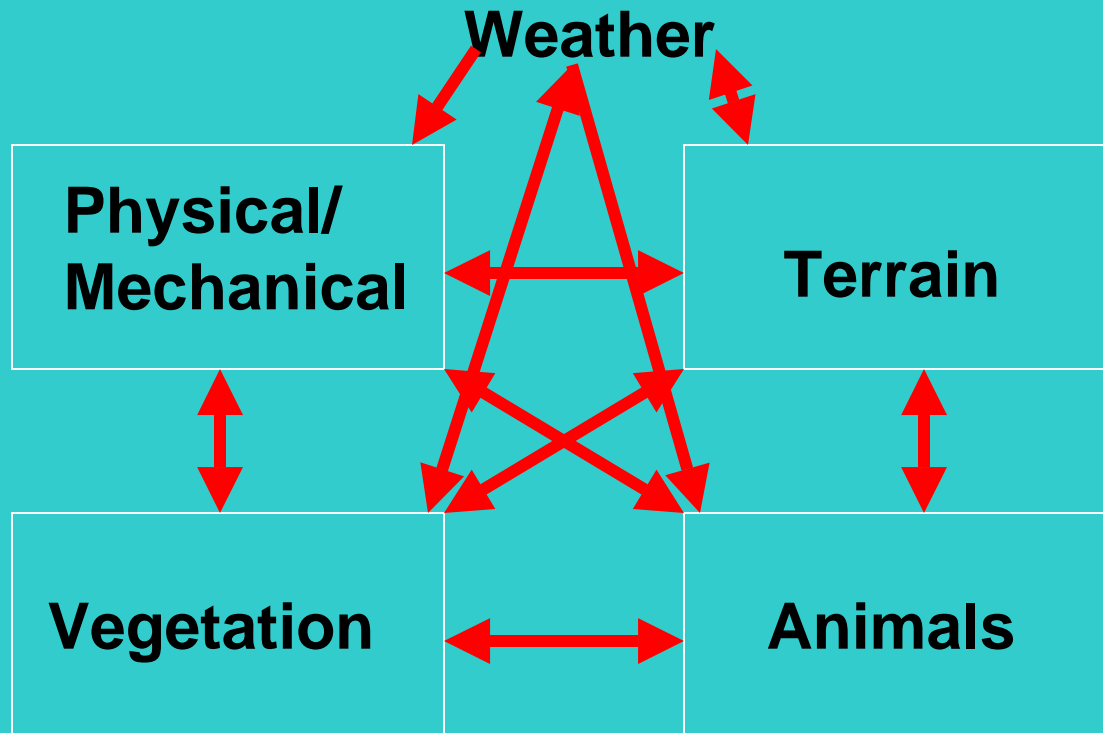 Weather
Physical/
Mechanical
Terrain
Vegetation
Animals